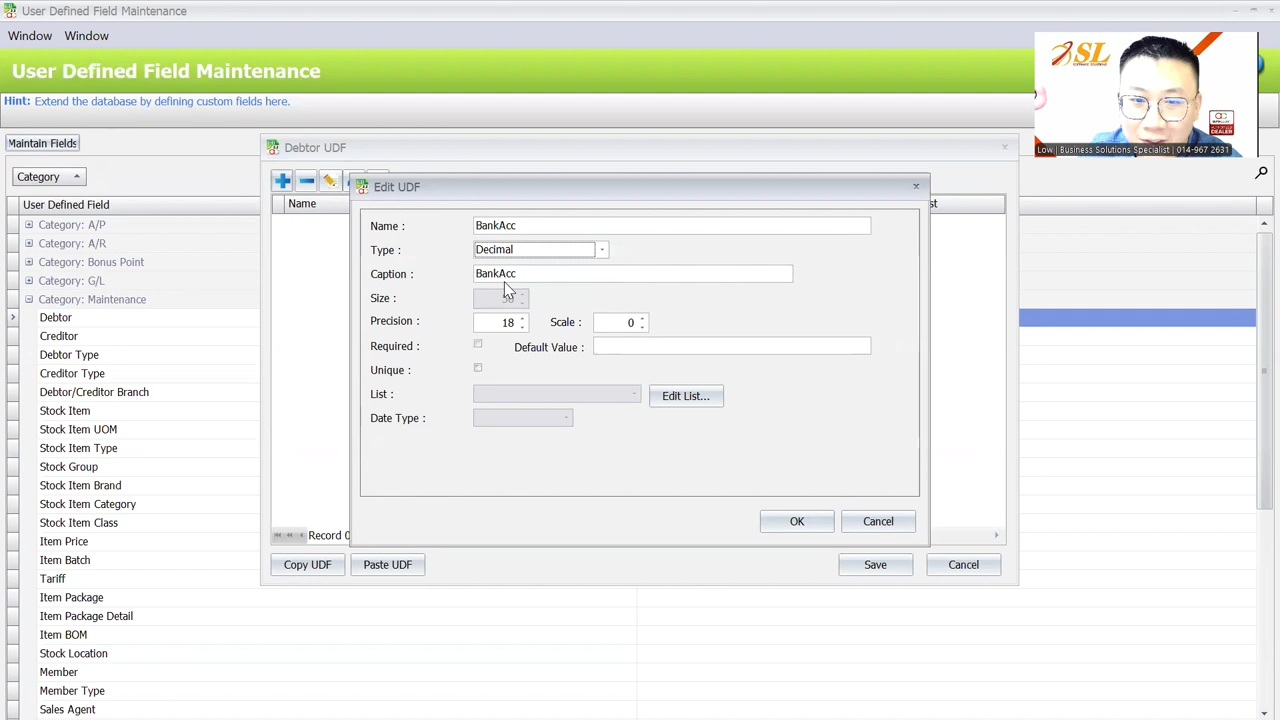 User Defined Field Maintenance
Window Window
User Defined Field Maintenance
Hint: Extend the database by defining custom fields here.
SL
DEALER
Low | Business Solutions Specialist | 014-967 2631
Maintain Fields
Category
User Defined Field
Category: A/P
Category: A/R
Category: Bonus Point
Category: G/L
Category: Maintenance
Debtor
Creditor
Debtor Type
Creditor Type
Debtor/Creditor Branch
Stock Item
Stock Item UOM
Stock Item Type
Stock Group
Stock Item Brand
Stock Item Category
Stock Item Class
Item Price
Item Batch
Tariff
Item Package
Item Package Detail
Item BOM
Stock Location
Member
Member Type
Sales Agent
Debtor UDF
Name
st
Record 0
Copy UDF Paste UDF Save Cancel
Edit UDF
Name : BankAcc
Type : Decimal
Caption : BankAcc
Size :
Precision : 18 Scale : 0
Required : Default Value :
Unique :
List : Edit List...
Date Type :
OK Cancel